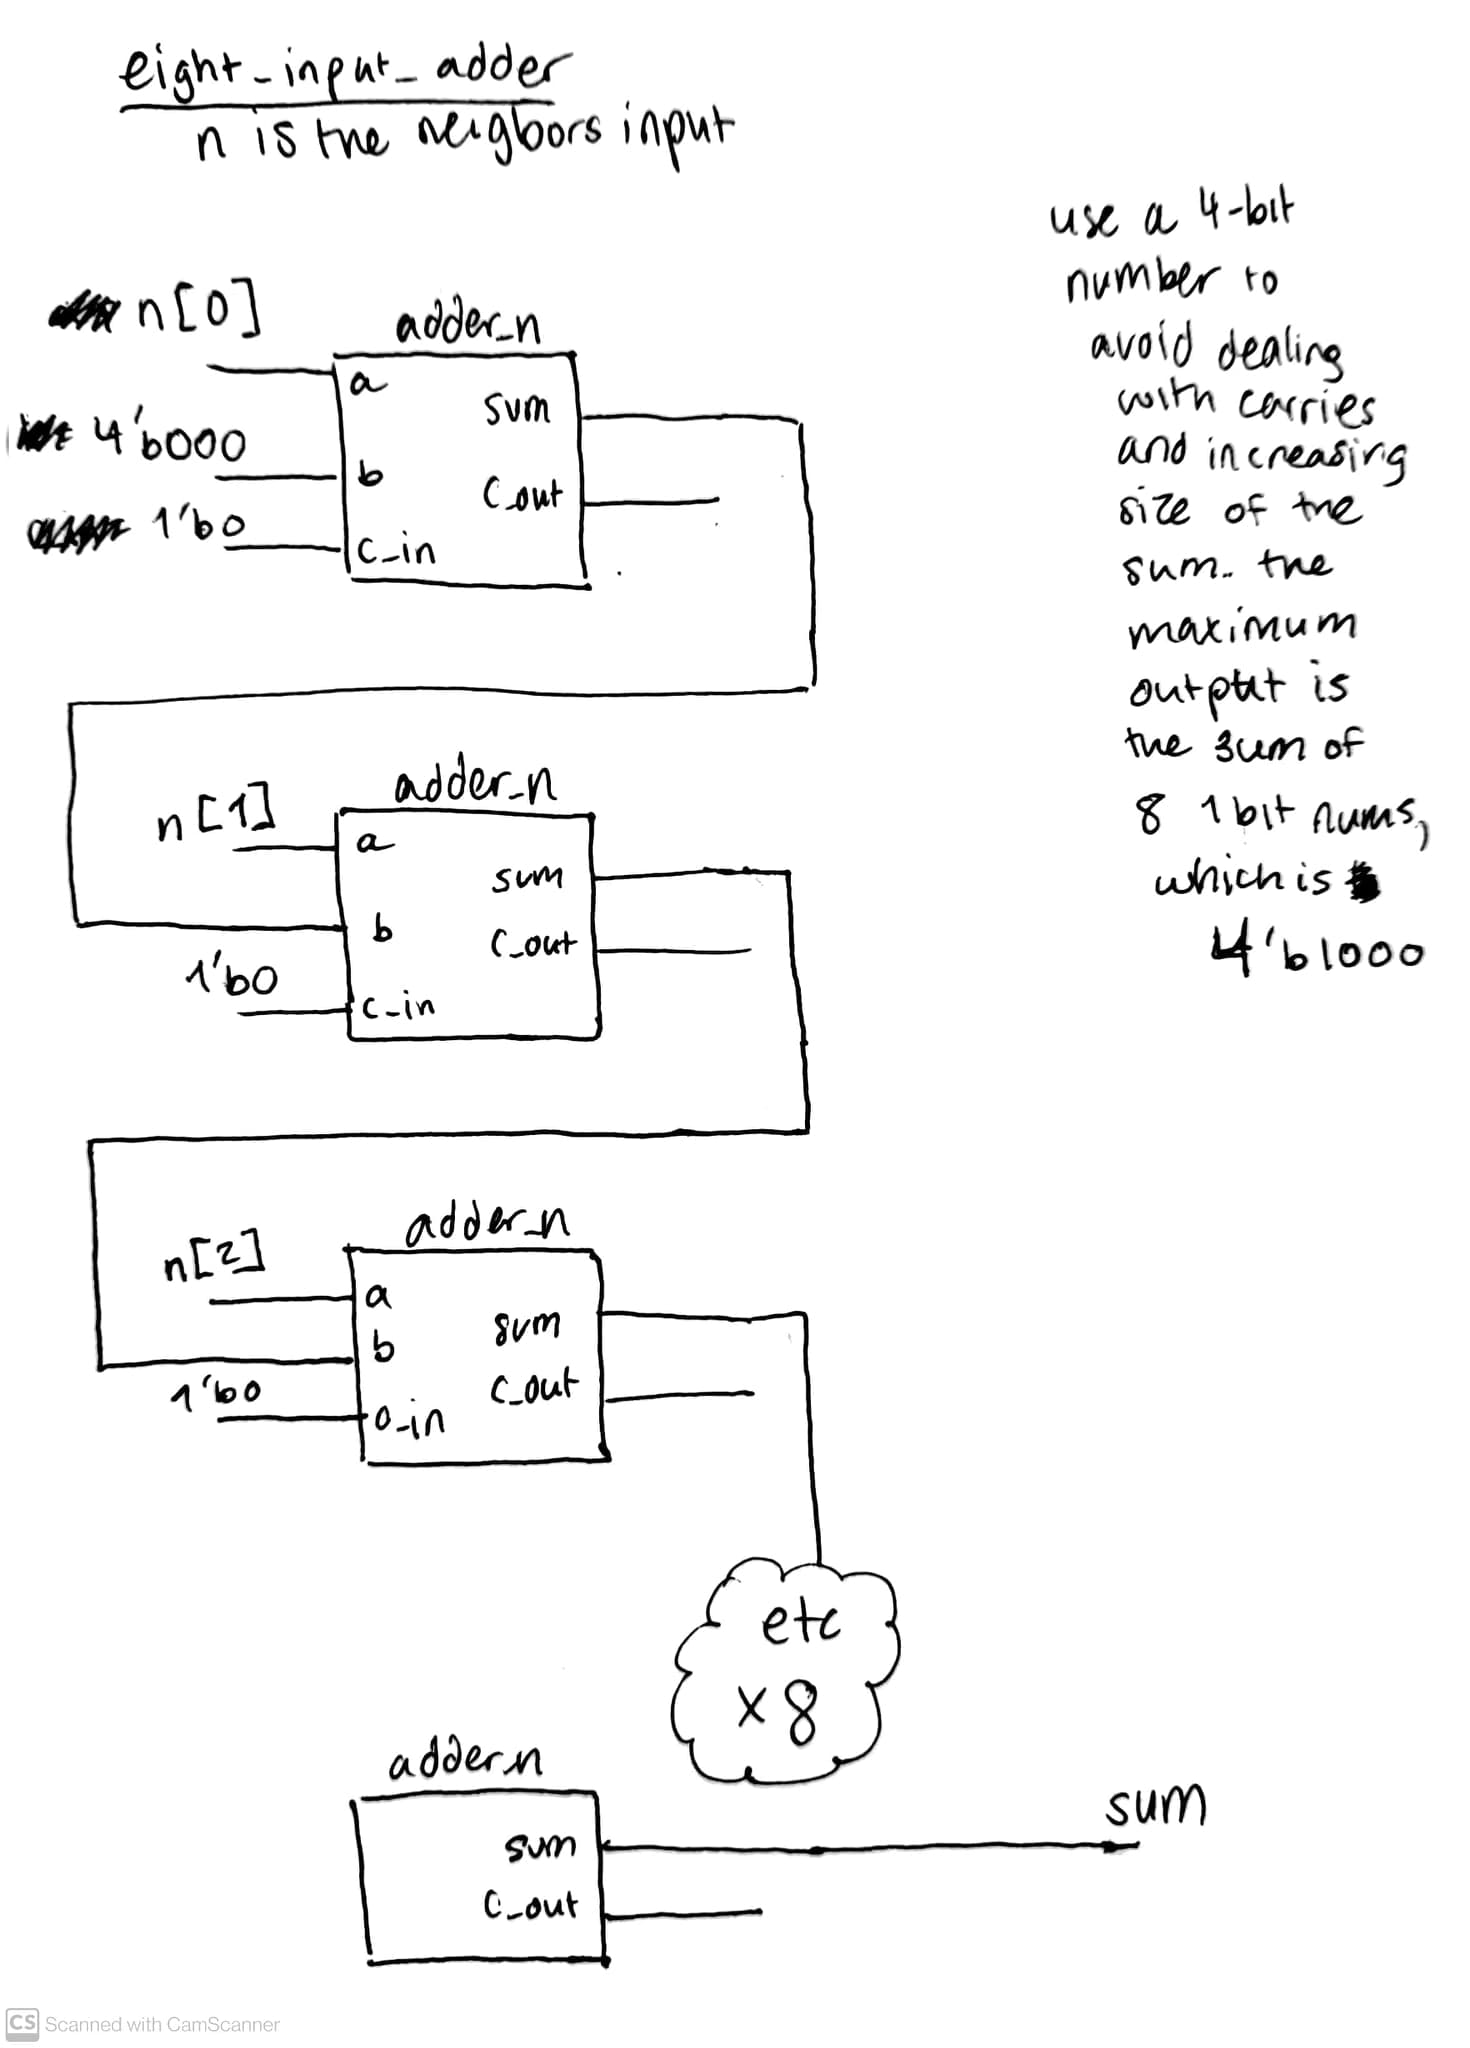 eight_input_adder
n is the neigbors input
use a 4-bit
number to
avoid dealing
with carries
and increasing
size of the
sum. the
maximum
output is
the sum of
8 1 bit nums,
which is
4'b1000
n[0]
adder_n
a
sum
4'b000
b
C_out
1'b0
C_in
n[1]
adder_n
a
sum
b
C_out
1'b0
C_in
n[2]
adder_n
a
sum
b
C_out
1'b0
C_in
etc
x 8
adder_n
sum
sum
C_out
CS Scanned with CamScanner